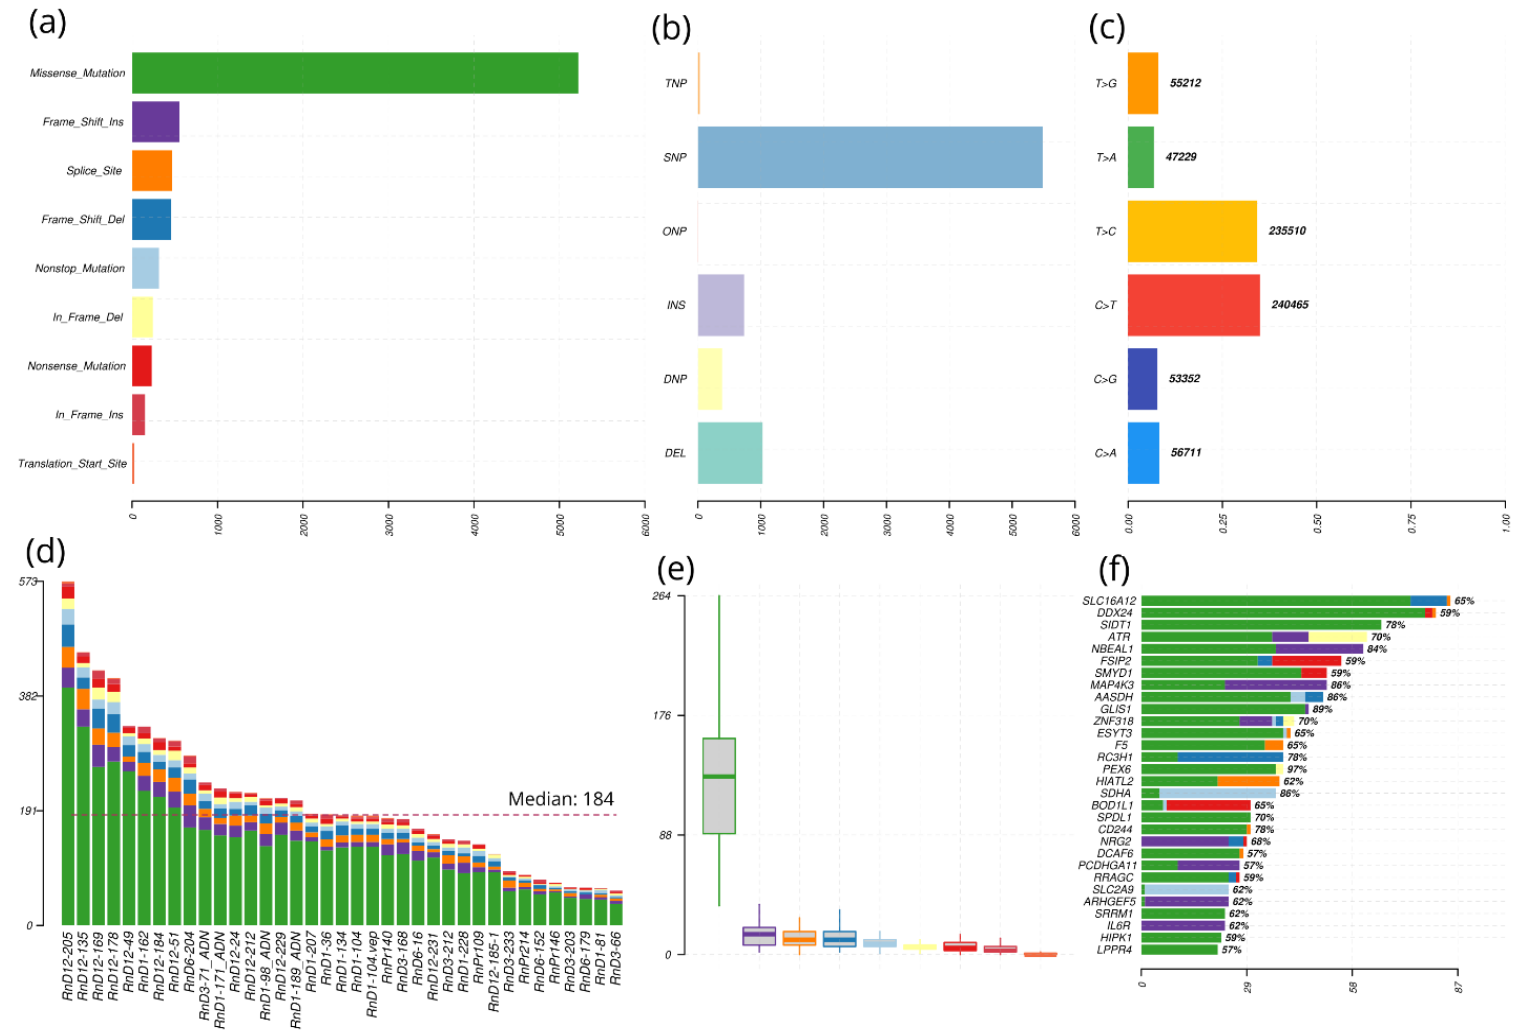 (a)
Missense_Mutation
Frame_Shift_Ins
Splice_Site
Frame_Shift_Del
Nonstop_Mutation
In_Frame_Del
Nonsense_Mutation
In_Frame_Ins
Translation_Start_Site
0 1000 2000 3000 4000 5000 6000
(b)
TNP
SNP
ONP
INS
DNP
DEL
0 1000 2000 3000 4000 5000 6000
(c)
T>G 55212
T>A 47229
T>C 235510
C>T 240465
C>G 53352
C>A 56711
0.00 0.25 0.50 0.75 1.00
(d)
573
382
191
0
Median: 184
RnD12-205
RnD12-135
RnD12-169
RnD12-178
RnD12-49
RnD1-162
RnD12-184
RnD12-51
RnD6-204
RnD3-71_ADN
RnD1-171_ADN
RnD12-24
RnD12-212
RnD1-98_ADN
RnD12-229
RnD1-189_ADN
RnD1-207
RnD1-36
RnD1-134
RnD1-104
RnD1-104.vep
RnPr140
RnD3-168
RnD6-16
RnD12-231
RnD3-212
RnD1-228
RnPr109
RnD12-185-1
RnD3-233
RnPr214
RnD6-152
RnPr146
RnD3-203
RnD6-179
RnD1-81
RnD3-66
(e)
264
176
88
0
(f)
SLC16A12 65%
DDX24 59%
SIDT1 78%
ATR 70%
NBEAL1 84%
FSIP2 59%
SMYD1 59%
MAP4K3 86%
AASDH 86%
GLIS1 89%
ZNF318 70%
ESYT3 65%
F5 65%
RC3H1 78%
PEX6 97%
HIATL2 62%
SDHA 86%
BOD1L1 65%
SPDL1 70%
CD244 78%
NRG2 68%
DCAF6 57%
PCDHGA11 57%
RRAGC 59%
SLC2A9 62%
ARHGEF5 62%
SRRM1 62%
IL6R 62%
HIPK1 59%
LPPR4 57%
0 29 58 87